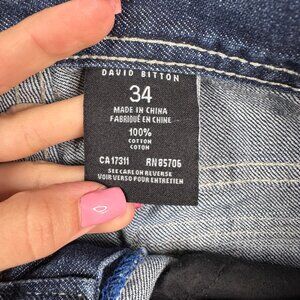 DAVID BITTON
34
MADE IN CHINA
FABRIQUÉ EN CHINE
100%
COTTON
COTON
CA17311 RN85706
SEE CARE ON REVERSE
VOIR VERSO POUR ENTRETIEN